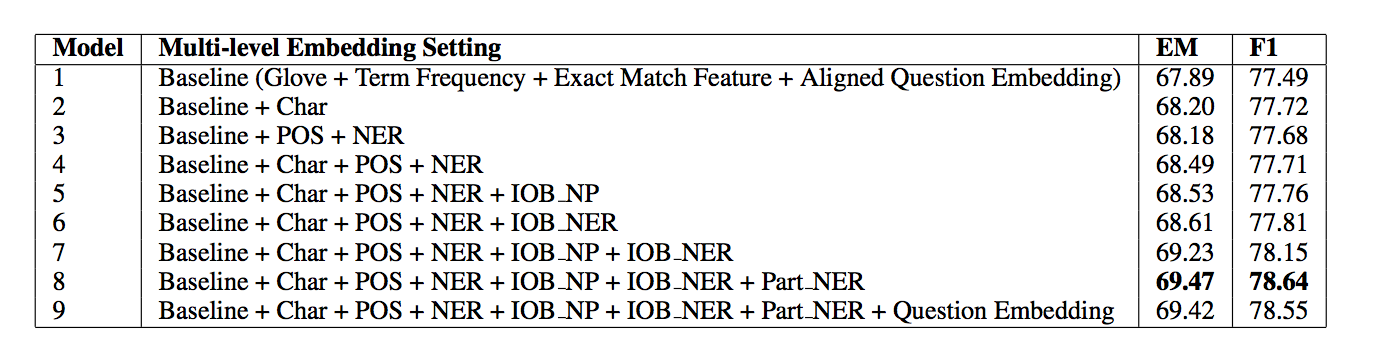 Model Multi-level Embedding Setting EM F1
1 Baseline (Glove + Term Frequency + Exact Match Feature + Aligned Question Embedding) 67.89 77.49
2 Baseline + Char 68.20 77.72
3 Baseline + POS + NER 68.18 77.68
4 Baseline + Char + POS + NER 68.49 77.71
5 Baseline + Char + POS + NER + IOB_NP 68.53 77.76
6 Baseline + Char + POS + NER + IOB_NER 68.61 77.81
7 Baseline + Char + POS + NER + IOB_NP + IOB_NER 69.23 78.15
8 Baseline + Char + POS + NER + IOB_NP + IOB_NER + Part_NER 69.47 78.64
9 Baseline + Char + POS + NER + IOB_NP + IOB_NER + Part_NER + Question Embedding 69.42 78.55